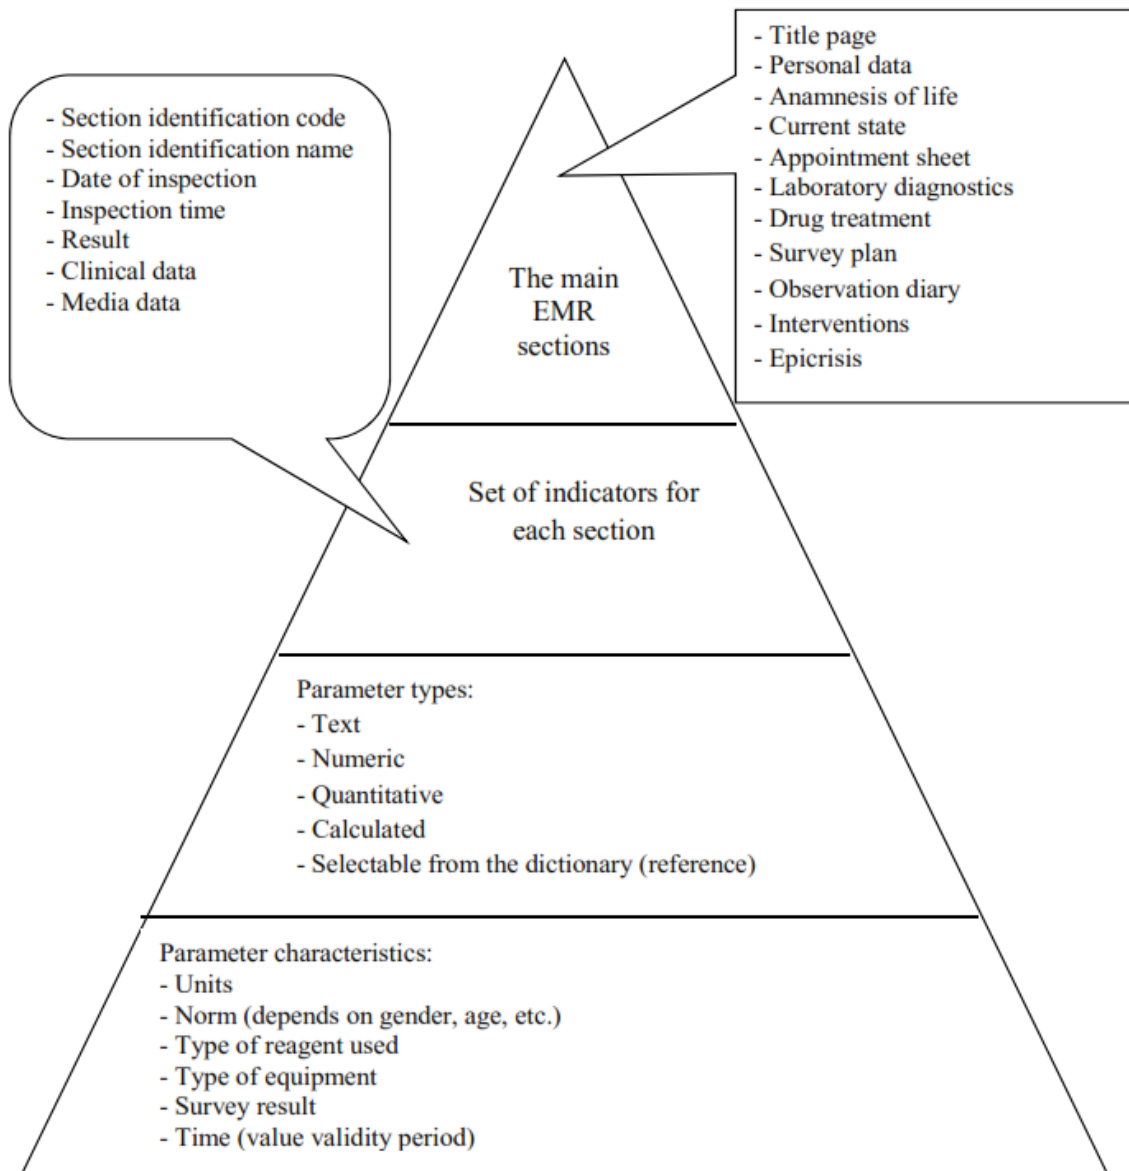 - Title page
- Personal data
- Anamnesis of life
- Current state
- Appointment sheet
- Laboratory diagnostics
- Drug treatment
- Survey plan
- Observation diary
- Interventions
- Epicrisis
- Section identification code
- Section identification name
- Date of inspection
- Inspection time
- Result
- Clinical data
- Media data
The main
EMR
sections
Set of indicators for
each section
Parameter types:
- Text
- Numeric
- Quantitative
- Calculated
- Selectable from the dictionary (reference)
Parameter characteristics:
- Units
- Norm (depends on gender, age, etc.)
- Type of reagent used
- Type of equipment
- Survey result
- Time (value validity period)